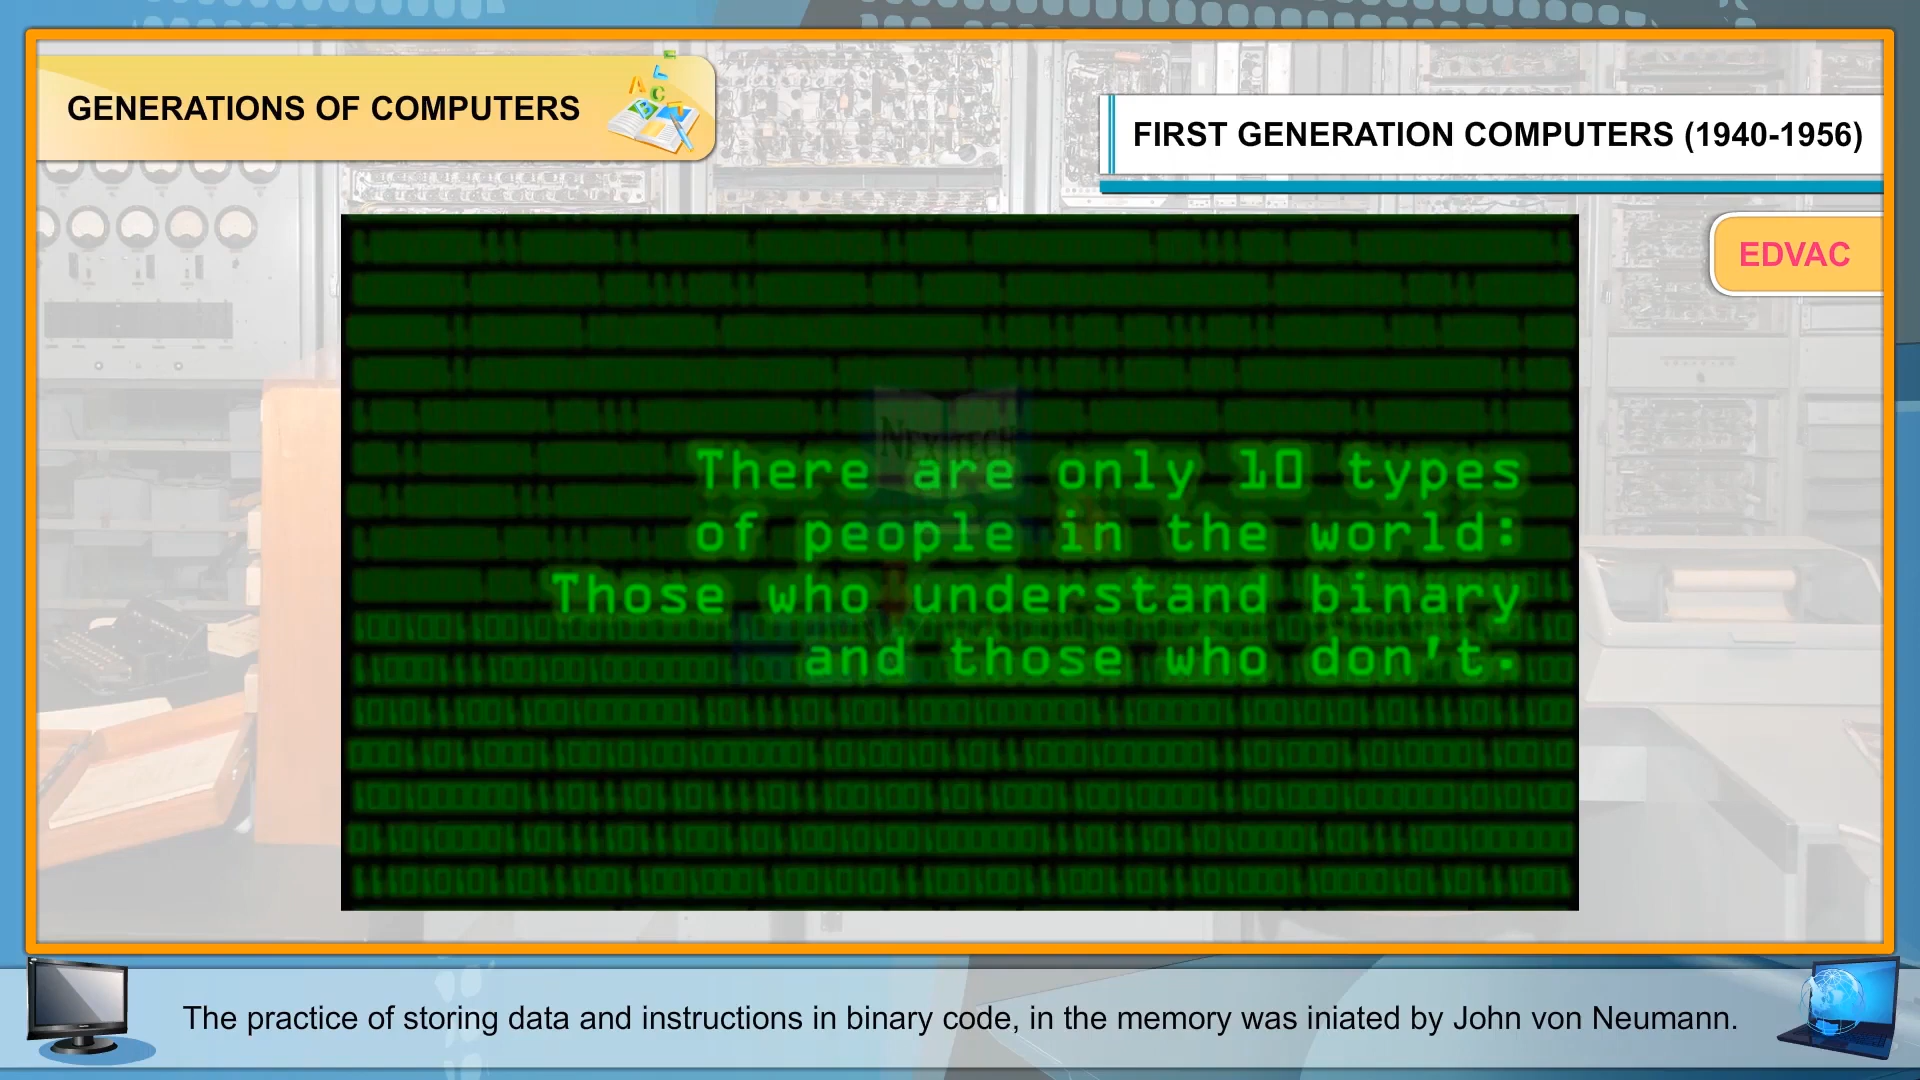 GENERATIONS OF COMPUTERS
FIRST GENERATION COMPUTERS (1940-1956)
EDVAC
NEXTTECH
There are only 10 types
of people in the world:
Those who understand binary
and those who don't.
The practice of storing data and instructions in binary code, in the memory was iniated by John von Neumann.